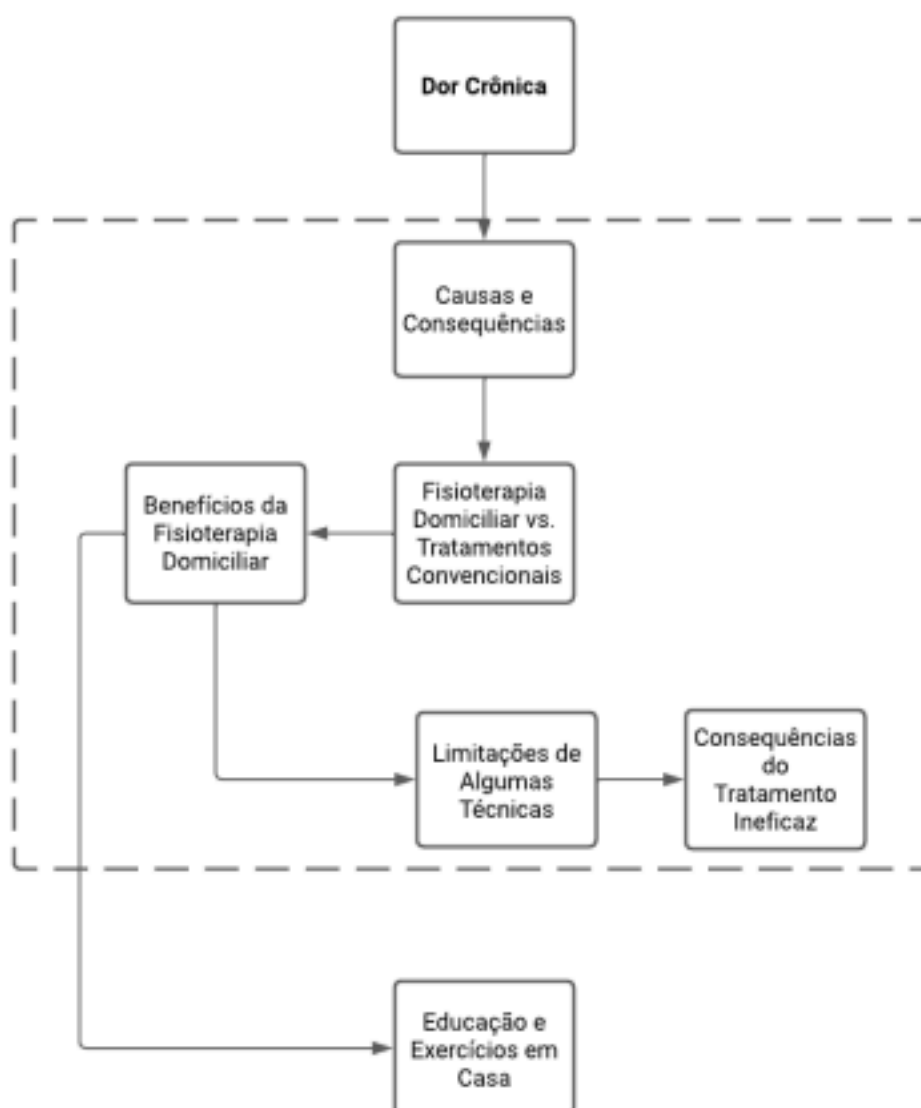 Dor Crônica
Causas e
Consequências
Benefícios da
Fisioterapia
Domiciliar
Fisioterapia
Domiciliar vs.
Tratamentos
Convencionais
Limitações de
Algumas
Técnicas
Consequências
do
Tratamento
Ineficaz
Educação e
Exercícios em
Casa